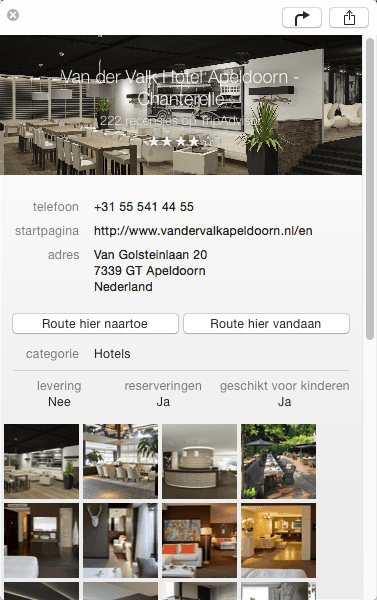 Van der Valk Hotel Apeldoorn -
Chanterelle
222 recensies op TripAdvisor
telefoon +31 55 541 44 55
startpagina http://www.vandervalkapeldoorn.nl/en
adres Van Golsteinlaan 20
7339 GT Apeldoorn
Nederland
Route hier naartoe Route hier vandaan
categorie Hotels
levering reserveringen geschikt voor kinderen
Nee Ja Ja